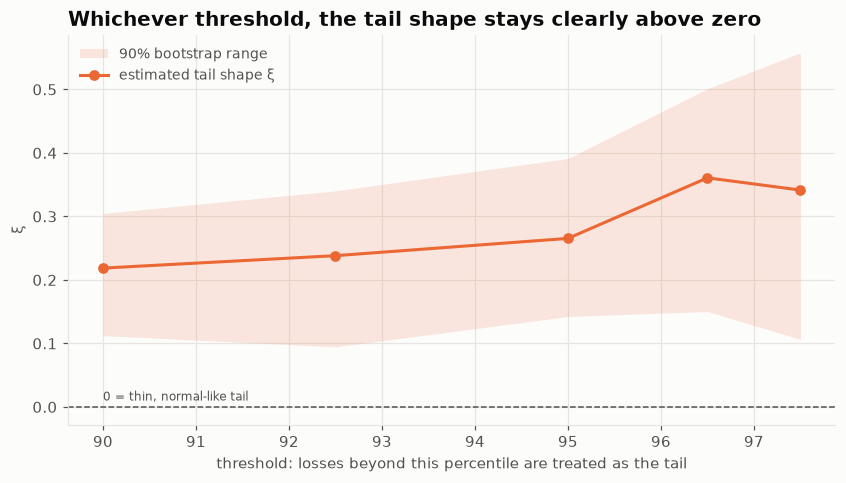 Whichever threshold, the tail shape stays clearly above zero
90% bootstrap range
estimated tail shape ξ
0.5
0.4
0.3
0.2
0.1
0.0
ξ
0 = thin, normal-like tail
90 91 92 93 94 95 96 97
threshold: losses beyond this percentile are treated as the tail